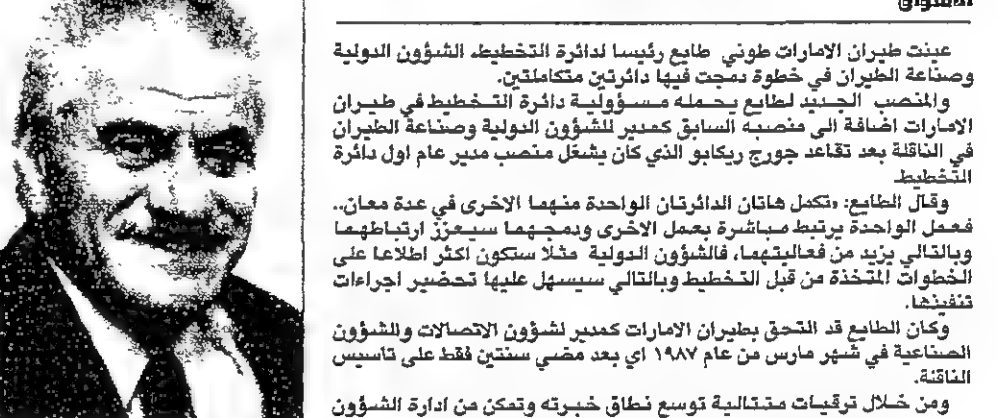 الأسواق
عينت طيران الامارات طوني طايع رئيسا لدائرة التخطيط، الشؤون الدولية
وصناعة الطيران في خطوة دمجت فيها دائرتين متكاملتين.
والمنصب الجديد لطايع يحمله مسؤولية دائرة التخطيط في طيران
الامارات اضافة الى منصبه السابق كمدير للشؤون الدولية وصناعة الطيران
في الناقلة بعد تقاعد جورج ريكابو الذي كان يشغل منصب مدير عام اول دائرة
التخطيط.
وقال الطايع: «تكمل هاتان الدائرتان الواحدة منهما الاخرى في عدة معان..
فعمل الواحدة يرتبط مباشرة بعمل الاخرى ودمجهما سيعزز ارتباطهما
وبالتالي يزيد من فعاليتهما، فالشؤون الدولية مثلا ستكون اكثر اطلاعا على
الخطوات المتخذة من قبل التخطيط وبالتالي سيسهل عليها تحضير اجراءات
تنفيذها.
وكان الطايع قد التحق بطيران الامارات كمدير لشؤون الاتصالات وللشؤون
الصناعية في شهر مارس من عام ١٩٨٧ اي بعد مضي سنتين فقط على تاسيس
الناقلة.
ومن خلال ترقيات متتالية توسع نطاق خبرته وتمكن من ادارة الشؤون